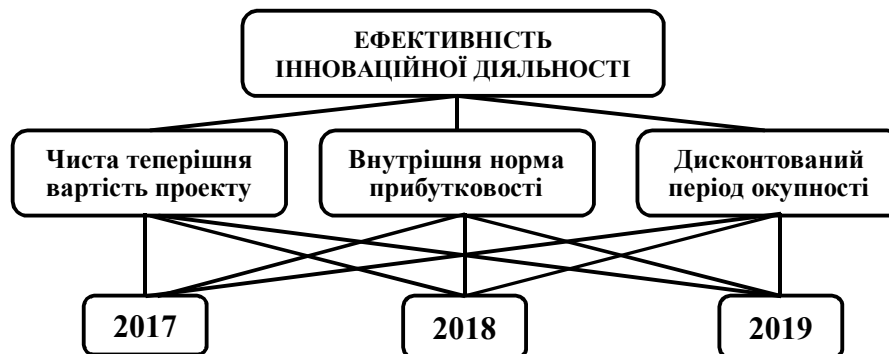 ЕФЕКТИВНІСТЬ
ІННОВАЦІЙНОЇ ДІЯЛЬНОСТІ
Чиста теперішня
вартість проекту
Внутрішня норма
прибутковості
Дисконтований
період окупності
2017
2018
2019